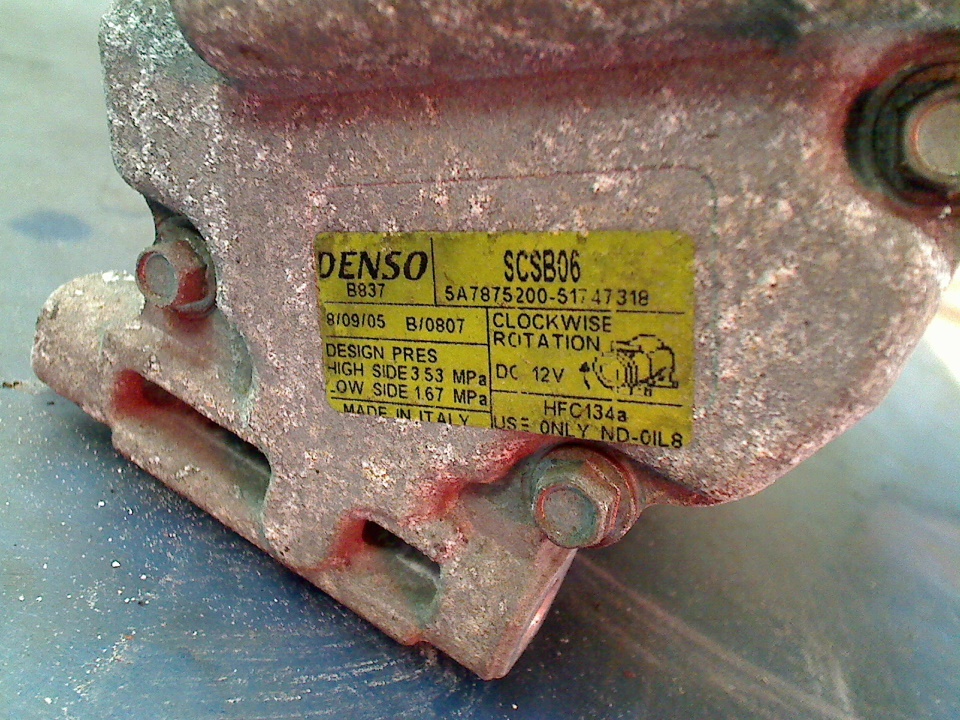 DENSO
B837
SCSB06
5A7875200-51747318
8/09/05 B/0807
CLOCKWISE
ROTATION
DC 12V
DESIGN PRES
HIGH SIDE 3.53 MPa
LOW SIDE 1.67 MPa
MADE IN ITALY
HFC134a
USE ONLY ND-OIL8